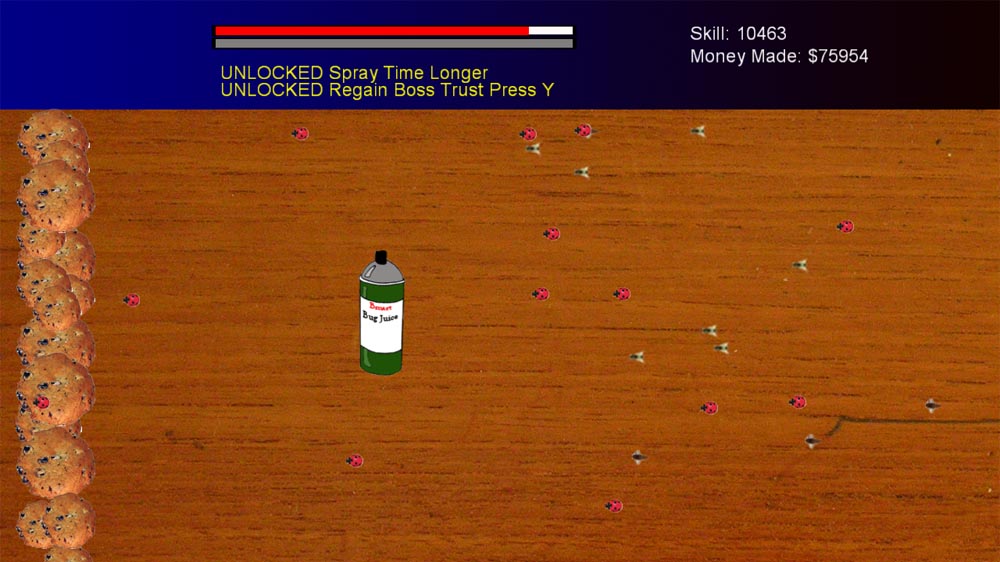 Skill: 10463
Money Made: $75954
UNLOCKED Spray Time Longer
UNLOCKED Regain Boss Trust Press Y
Bug Juice